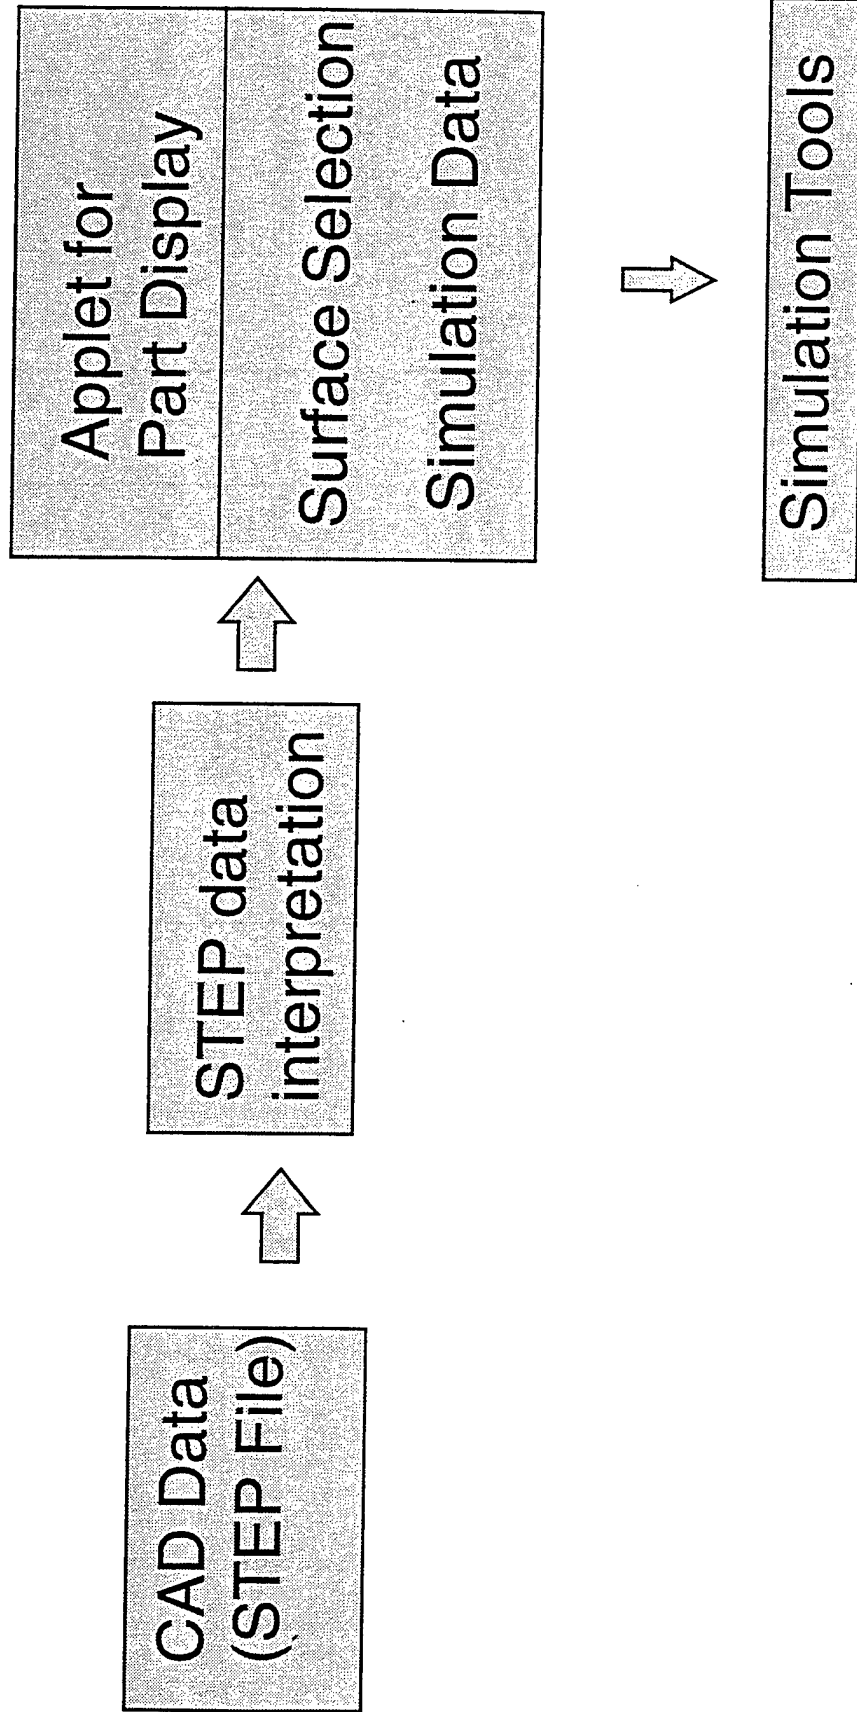 CAD Data
(STEP File)
STEP data
interpretation
Applet for
Part Display
Surface Selection
Simulation Data
Simulation Tools